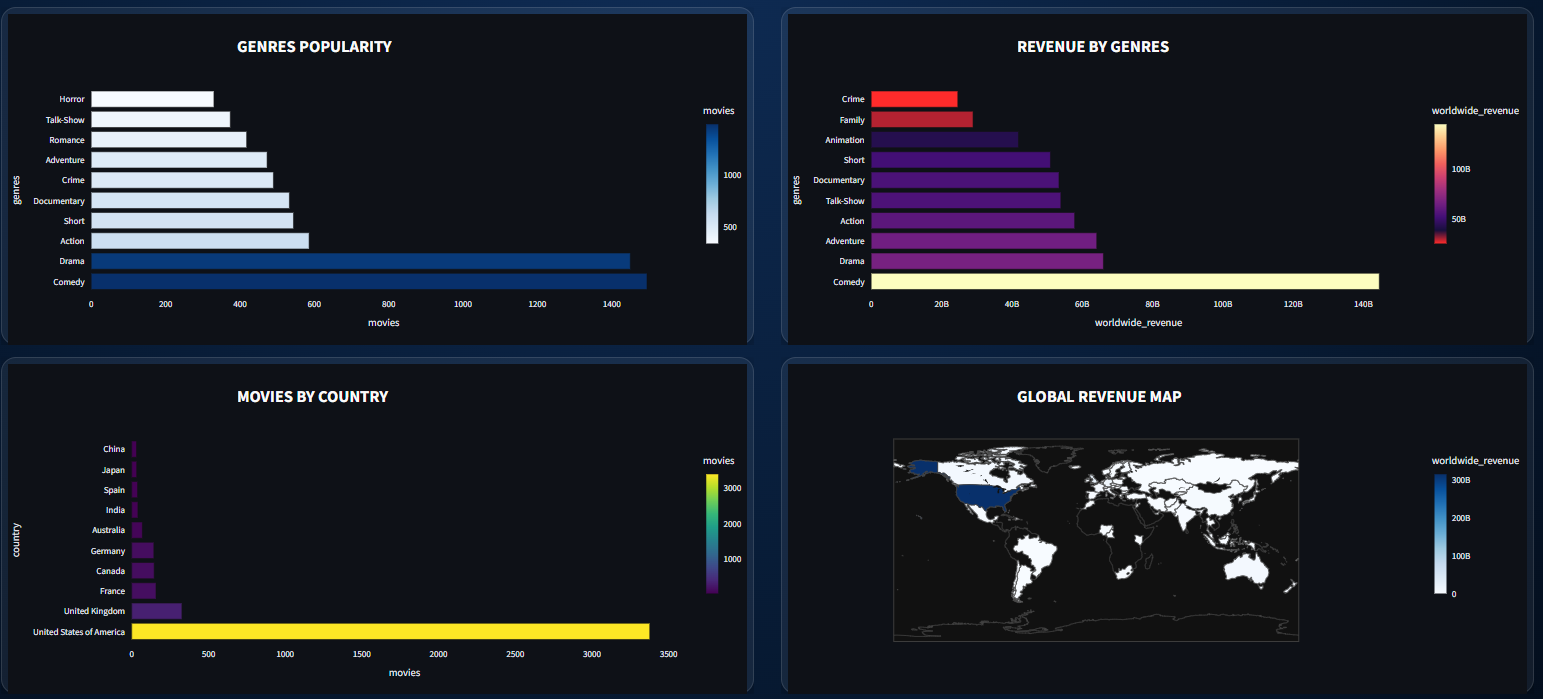 GENRES POPULARITY
genres
Horror
Talk-Show
Romance
Adventure
Crime
Documentary
Short
Action
Drama
Comedy
0 200 400 600 800 1000 1200 1400
movies
movies
1000
500
REVENUE BY GENRES
genres
Crime
Family
Animation
Short
Documentary
Talk-Show
Action
Adventure
Drama
Comedy
0 20B 40B 60B 80B 100B 120B 140B
worldwide_revenue
worldwide_revenue
100B
50B
MOVIES BY COUNTRY
country
China
Japan
Spain
India
Australia
Germany
Canada
France
United Kingdom
United States of America
0 500 1000 1500 2000 2500 3000 3500
movies
movies
3000
2000
1000
GLOBAL REVENUE MAP
worldwide_revenue
300B
200B
100B
0